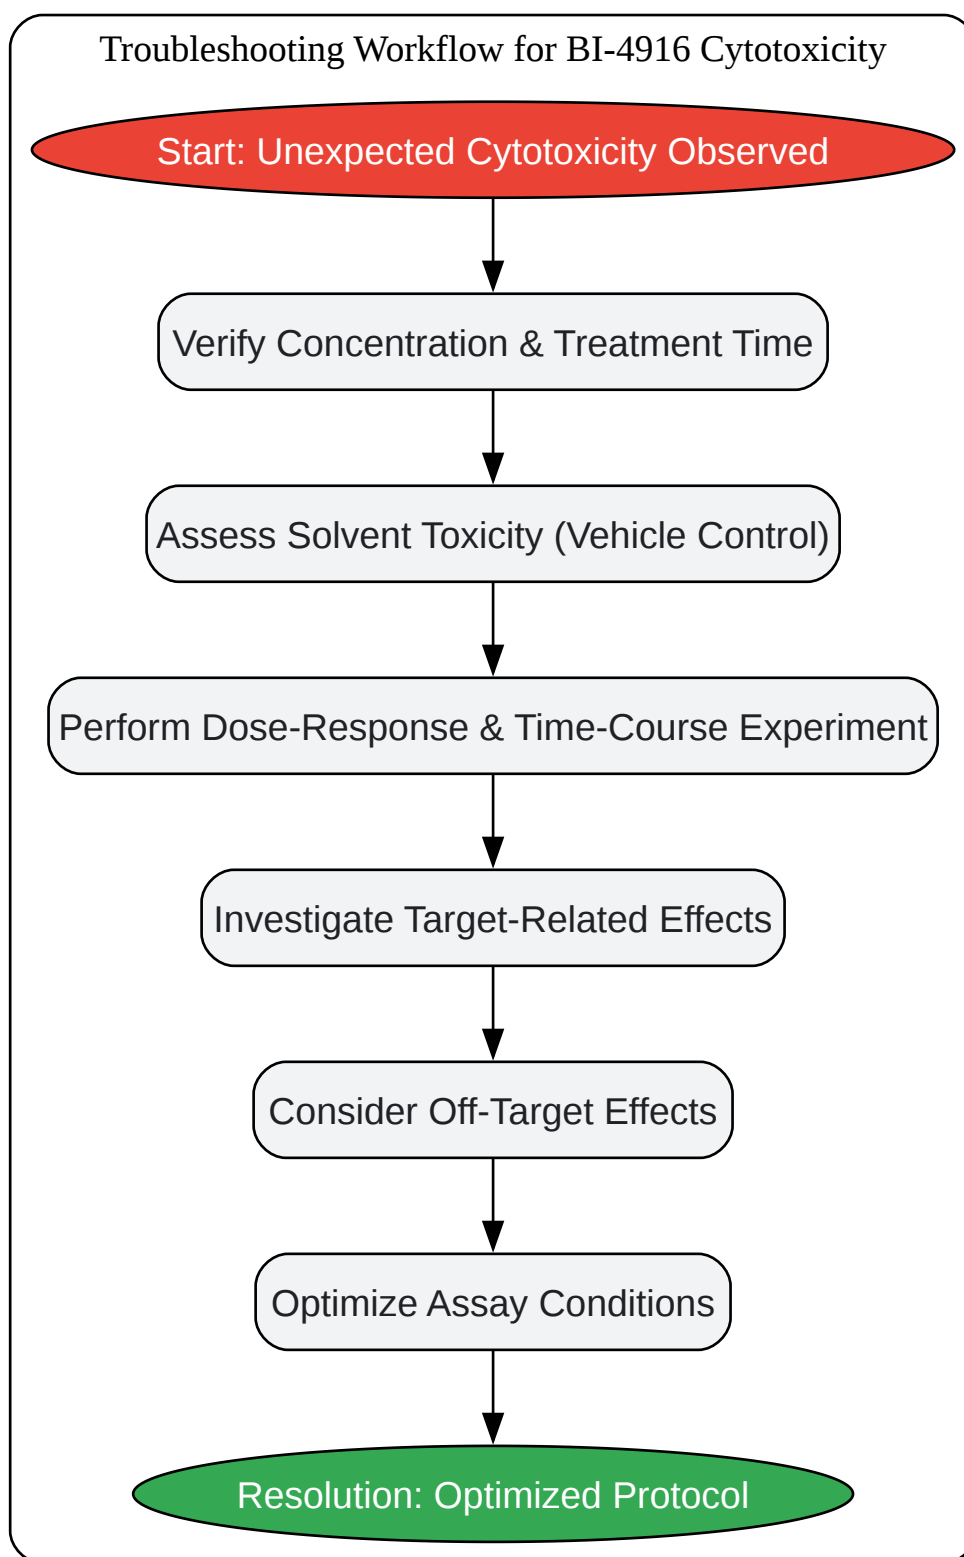 Troubleshooting Workflow for BI-4916 Cytotoxicity
Start: Unexpected Cytotoxicity Observed
Verify Concentration & Treatment Time
Assess Solvent Toxicity (Vehicle Control)
Perform Dose-Response & Time-Course Experiment
Investigate Target-Related Effects
Consider Off-Target Effects
Optimize Assay Conditions
Resolution: Optimized Protocol